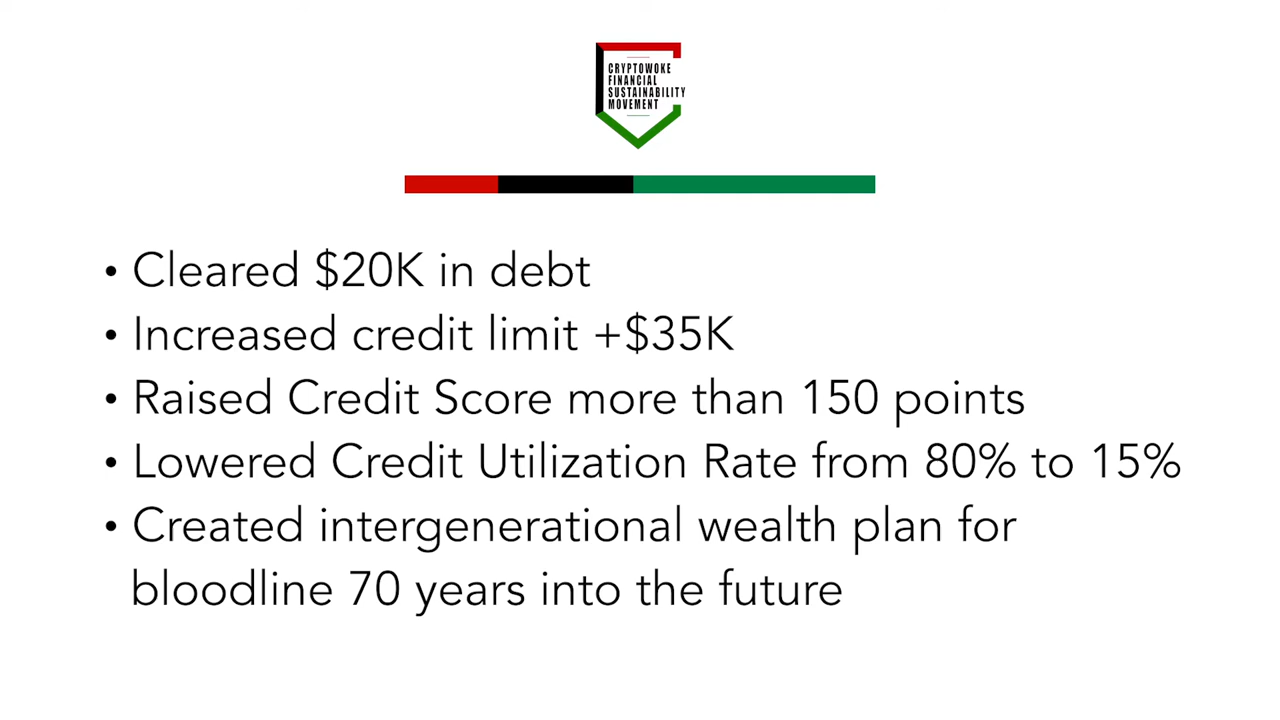 CRYPTOWOKE
FINANCIAL
SUSTAINABILITY
MOVEMENT
• Cleared $20K in debt
• Increased credit limit +$35K
• Raised Credit Score more than 150 points
• Lowered Credit Utilization Rate from 80% to 15%
• Created intergenerational wealth plan for
bloodline 70 years into the future